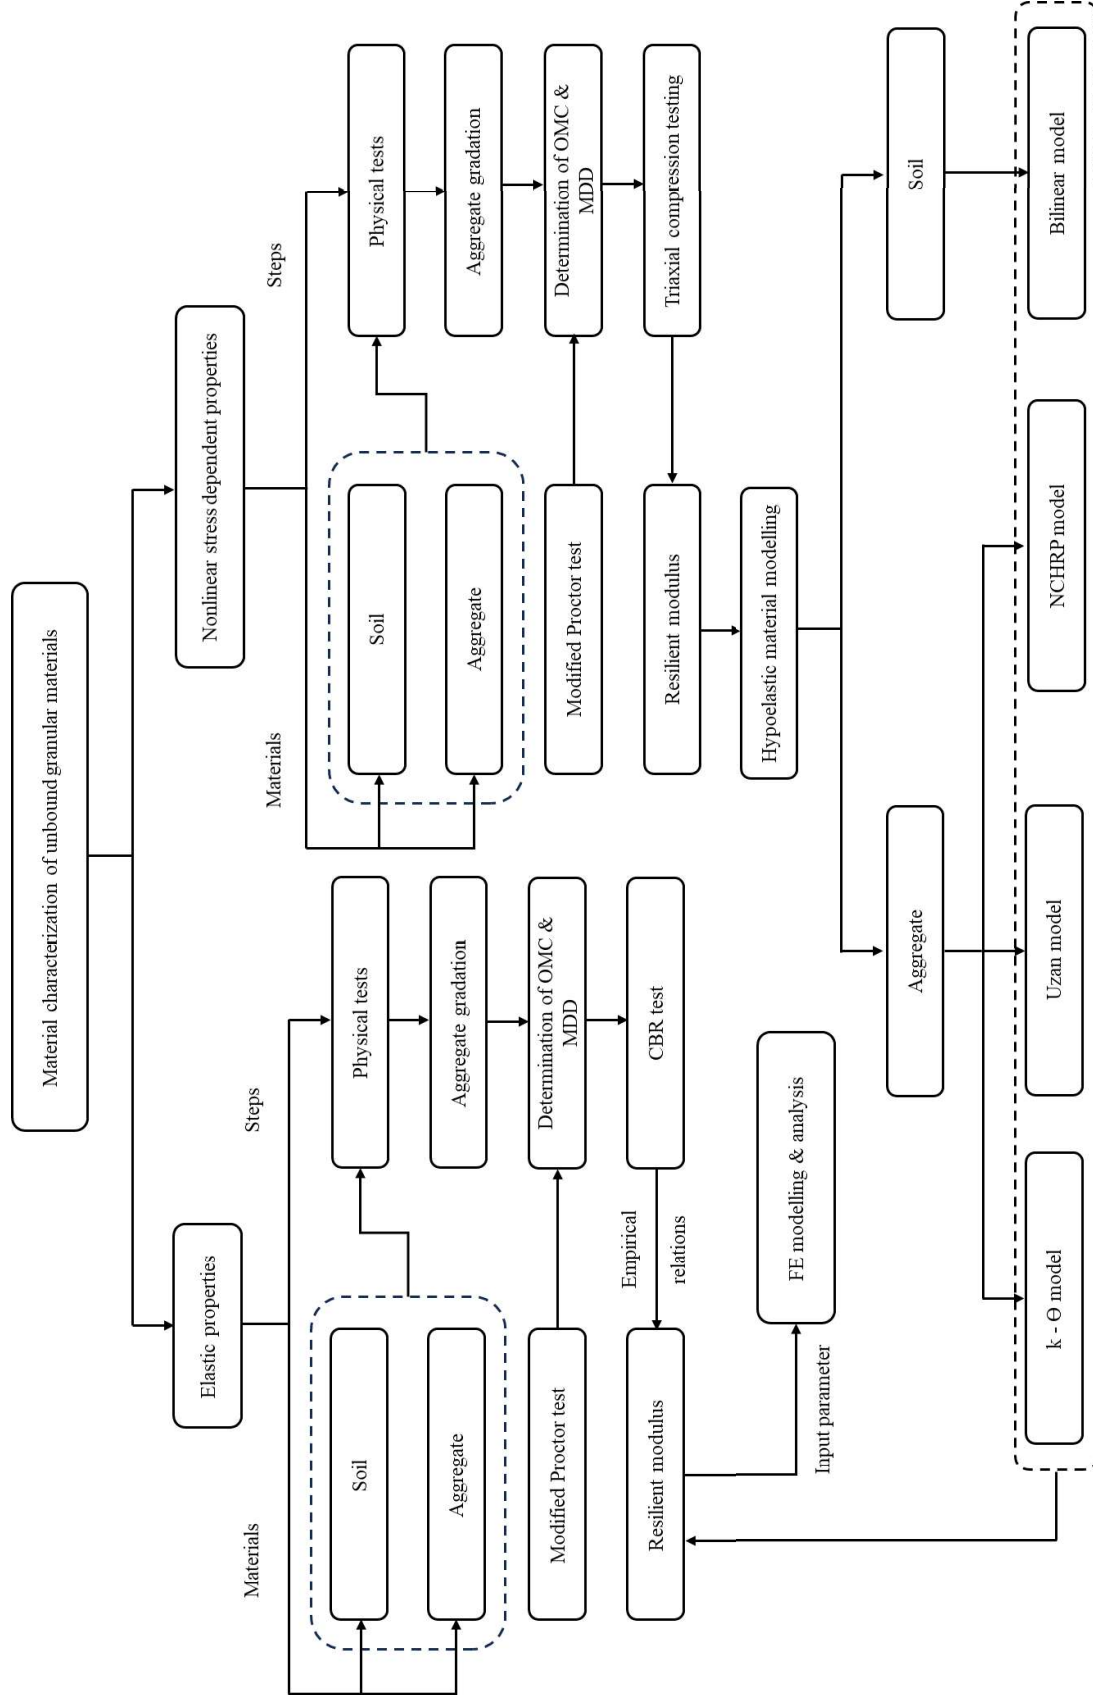 Material characterization of unbound granular materials
Elastic properties
Nonlinear stress dependent properties
Materials
Steps
Soil
Aggregate
Physical tests
Aggregate gradation
Modified Proctor test
Determination of OMC &
MDD
Resilient modulus
Empirical
relations
CBR test
Input parameter
FE modelling & analysis
Materials
Steps
Soil
Aggregate
Physical tests
Aggregate gradation
Modified Proctor test
Determination of OMC &
MDD
Resilient modulus
Triaxial compression testing
Hypoelastic material modelling
Aggregate
Soil
k - Θ model
Uzan model
NCHRP model
Bilinear model